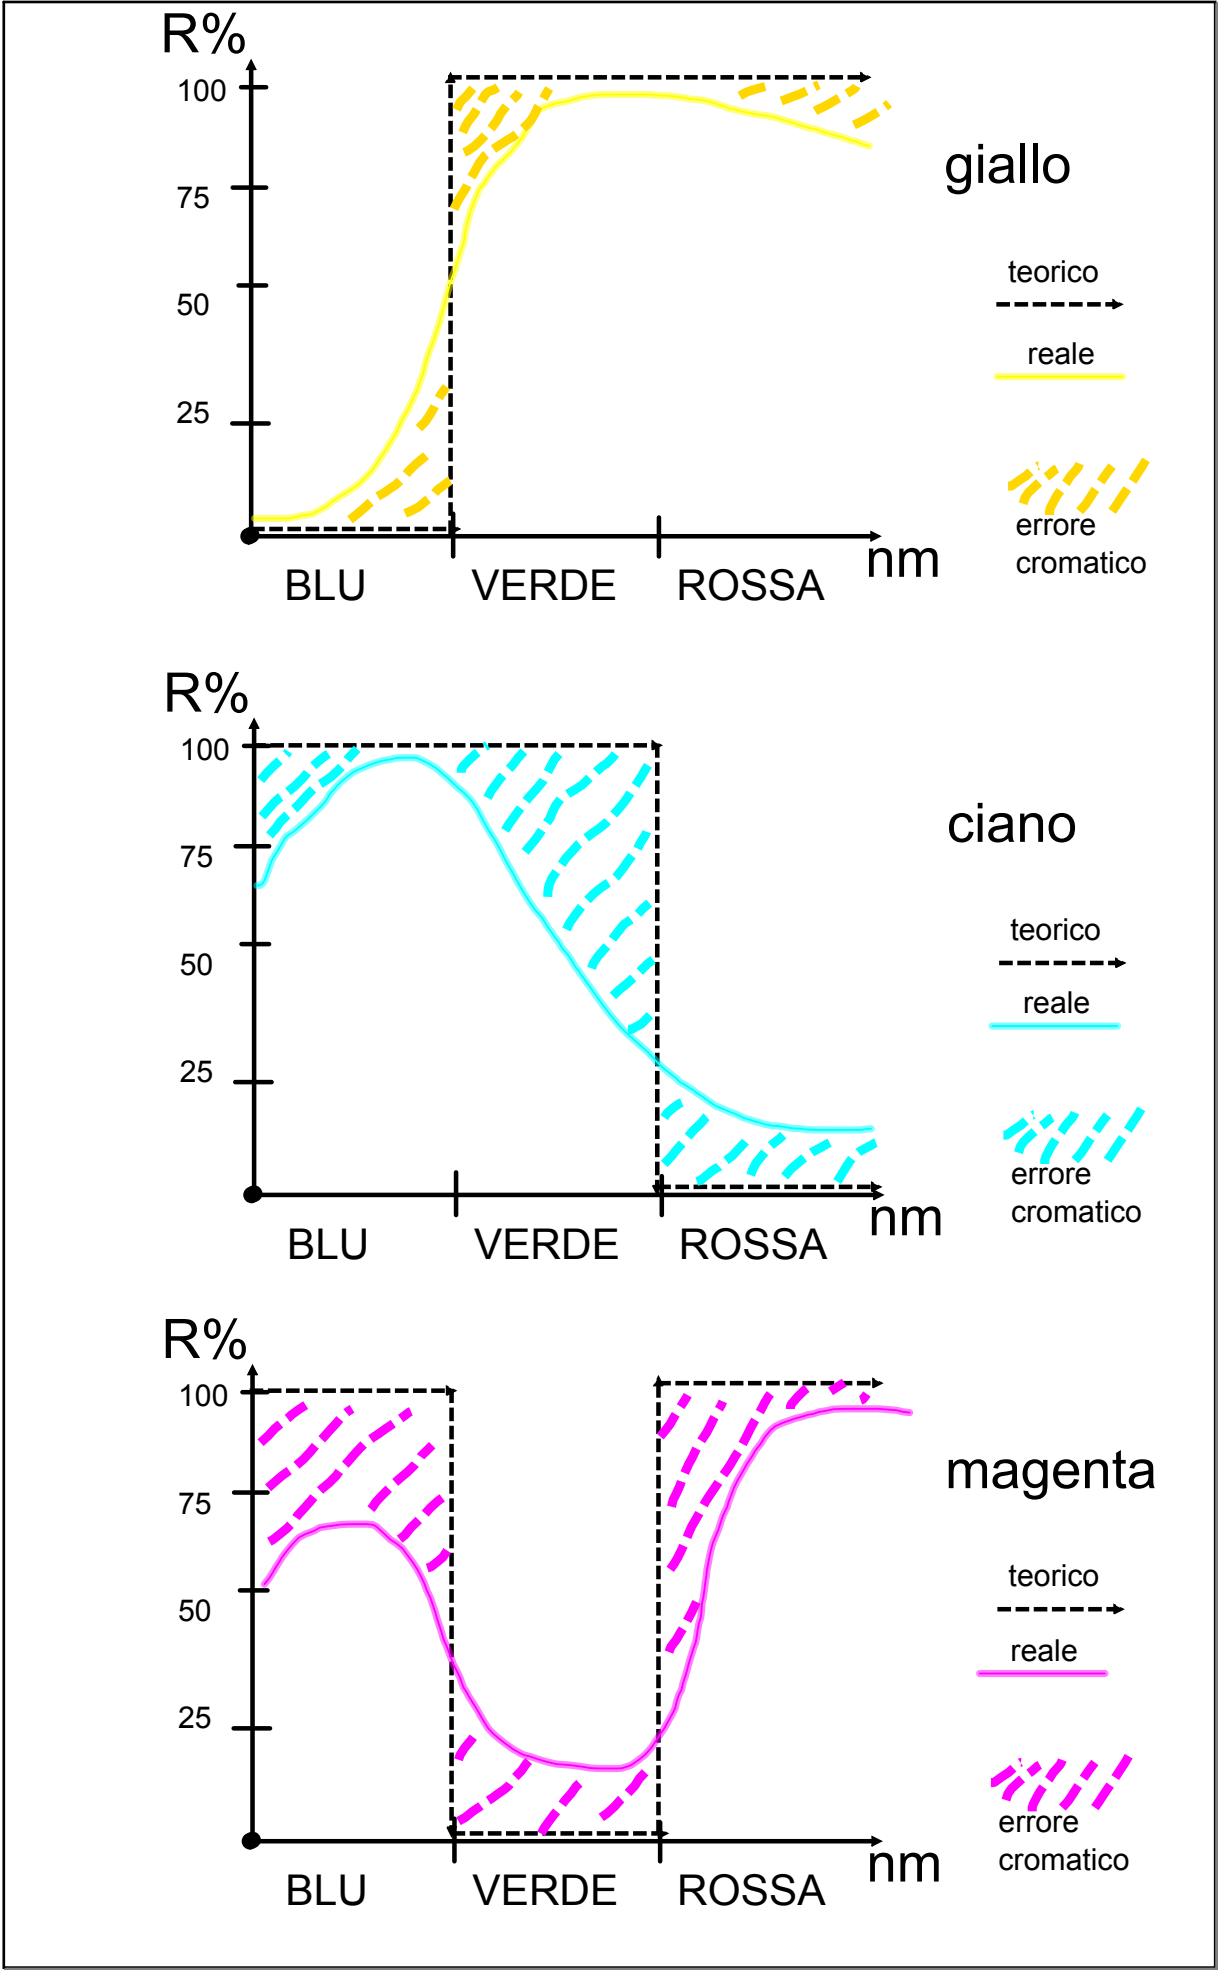 R%
100
75
50
25
giallo
teorico
reale
errore
cromatico
nm
BLU VERDE ROSSA
R%
100
75
50
25
ciano
teorico
reale
errore
cromatico
nm
BLU VERDE ROSSA
R%
100
75
50
25
magenta
teorico
reale
errore
cromatico
nm
BLU VERDE ROSSA